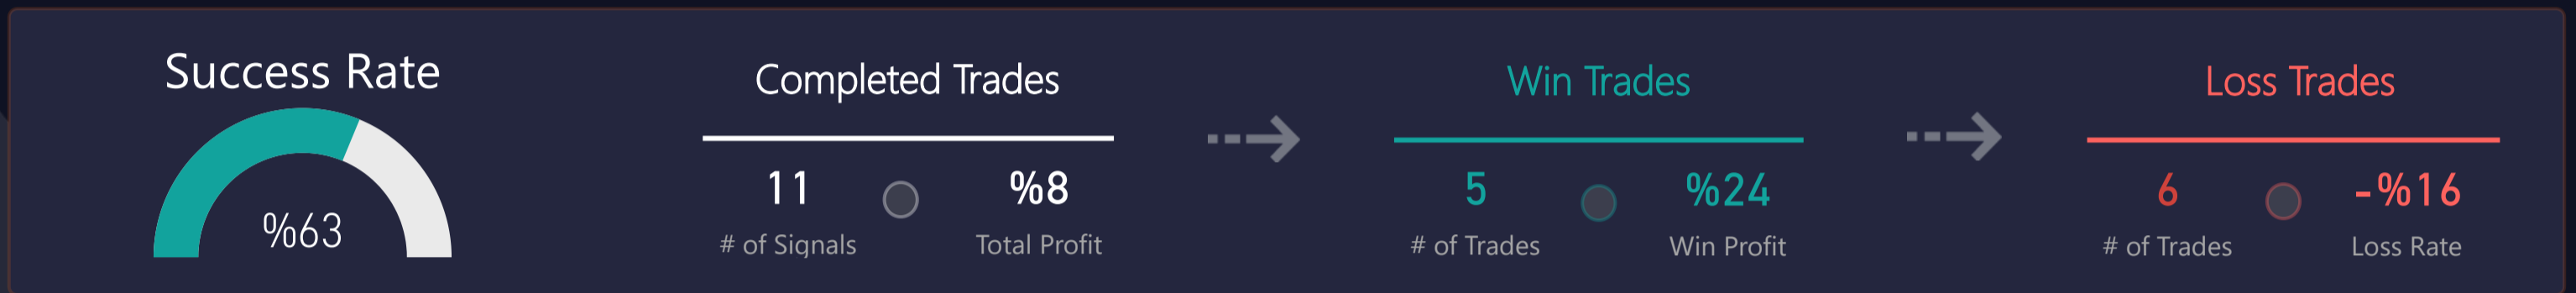 Success Rate
%63
Completed Trades
11 %8
# of Signals Total Profit
Win Trades
5 %24
# of Trades Win Profit
Loss Trades
6 -%16
# of Trades Loss Rate